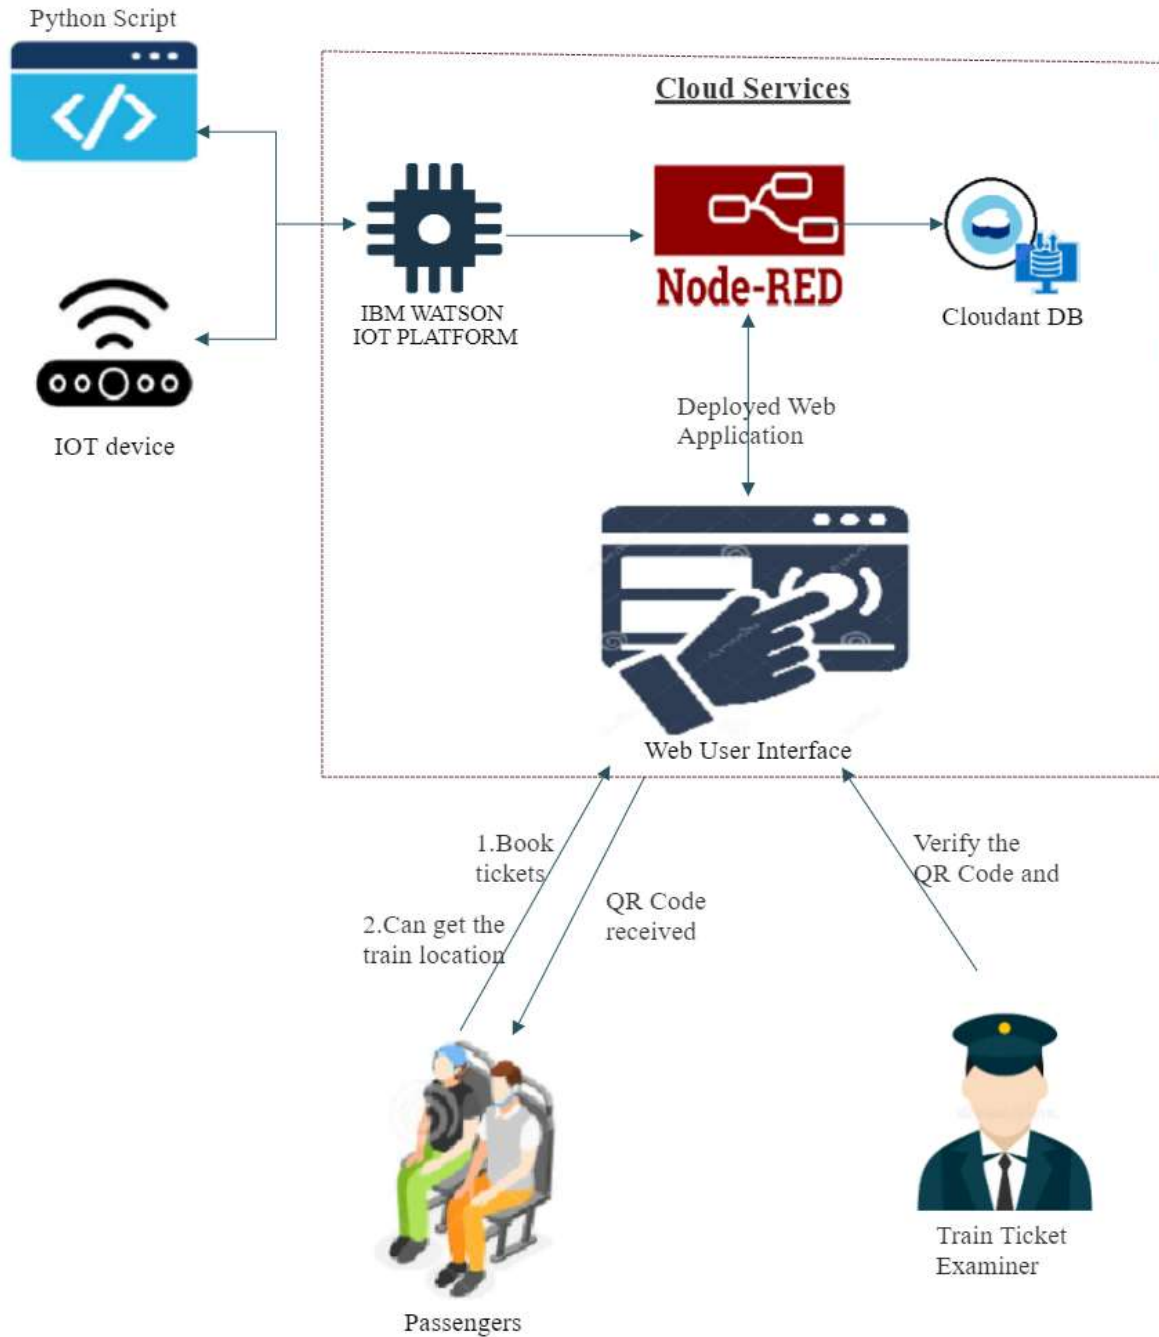 Python Script
Cloud Services
</>
IBM WATSON
IOT PLATFORM
Node-RED
Cloudant DB
IOT device
Deployed Web
Application
Web User Interface
1.Book
tickets
2.Can get the
train location
QR Code
received
Verify the
QR Code and
Passengers
Train Ticket
Examiner